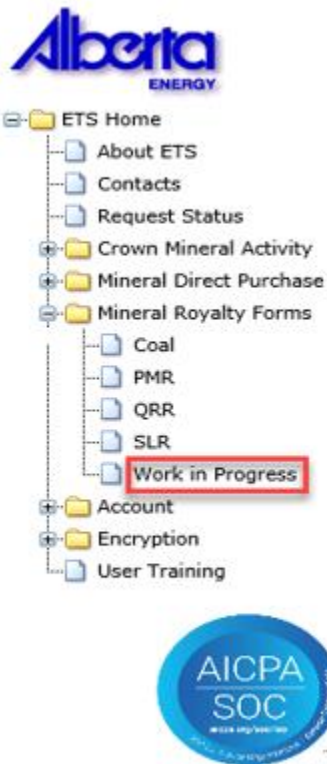 Alberta
ENERGY
ETS Home
About ETS
Contacts
Request Status
Crown Mineral Activity
Mineral Direct Purchase
Mineral Royalty Forms
Coal
PMR
QRR
SLR
Work in Progress
Account
Encryption
User Training
AICPA
SOC